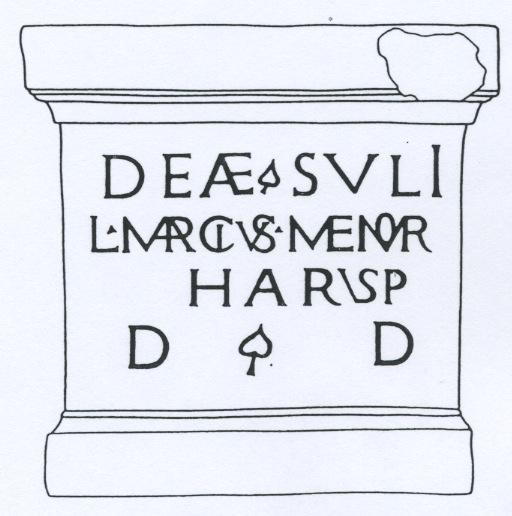 DEÆ ❧ SVLI
L·MARCIVS·MEMOR
HARVSP
D ❧ D